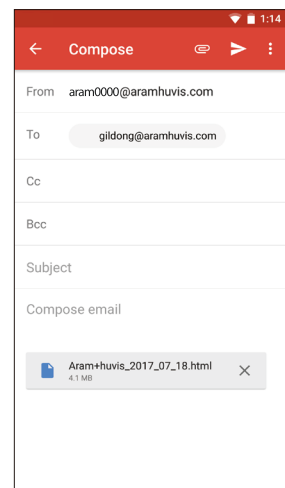 1:14
Compose
From aram0000@aramhuvis.com
To gildong@aramhuvis.com
Cc
Bcc
Subject
Compose email
Aram+huvis_2017_07_18.html
4.1 MB